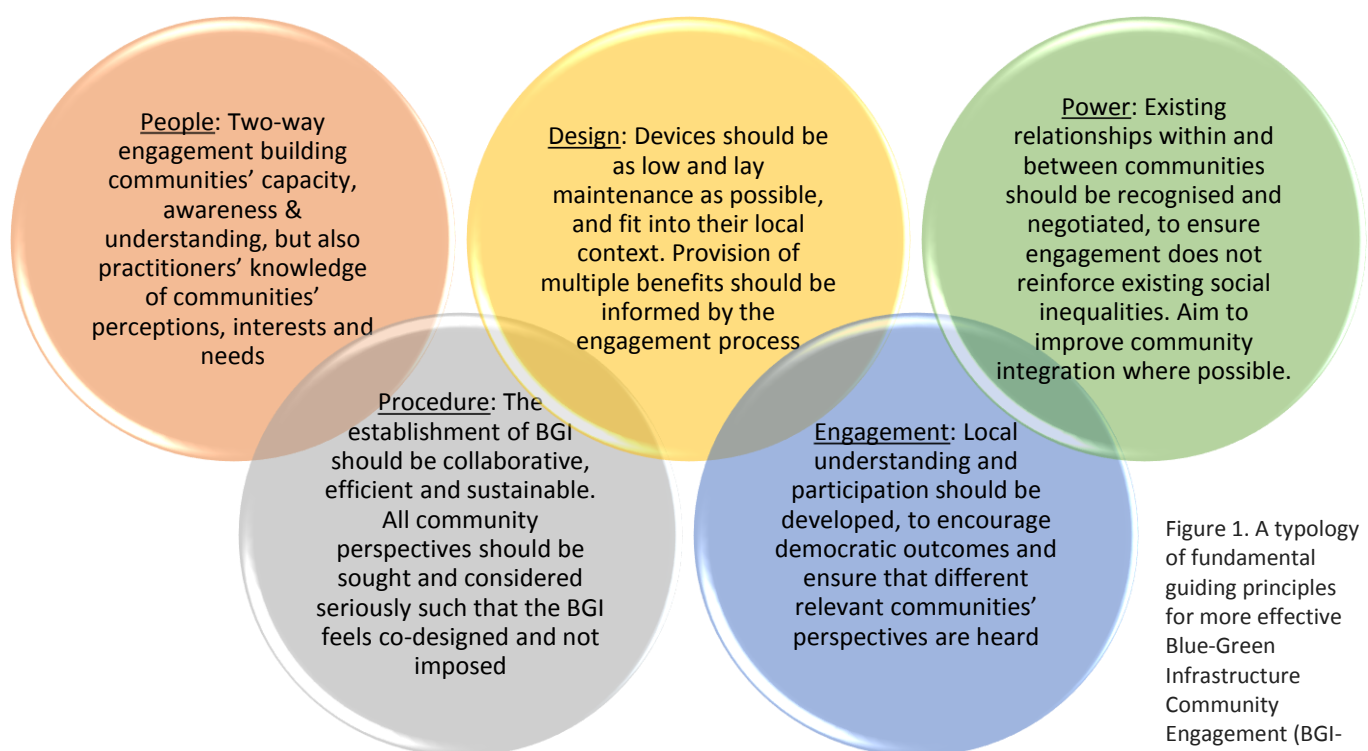 People: Two-way
engagement building
communities’ capacity,
awareness &
understanding, but also
practitioners’ knowledge
of communities’
perceptions, interests and
needs
Design: Devices should be
as low and lay
maintenance as possible,
and fit into their local
context. Provision of
multiple benefits should be
informed by the
engagement process
Power: Existing
relationships within and
between communities
should be recognised and
negotiated, to ensure
engagement does not
reinforce existing social
inequalities. Aim to
improve community
integration where possible.
Procedure: The
establishment of BGI
should be collaborative,
efficient and sustainable.
All community
perspectives should be
sought and considered
seriously such that the BGI
feels co-designed and not
imposed
Engagement: Local
understanding and
participation should be
developed, to encourage
democratic outcomes and
ensure that different
relevant communities’
perspectives are heard
Figure 1. A typology
of fundamental
guiding principles
for more effective
Blue-Green
Infrastructure
Community
Engagement (BGI-